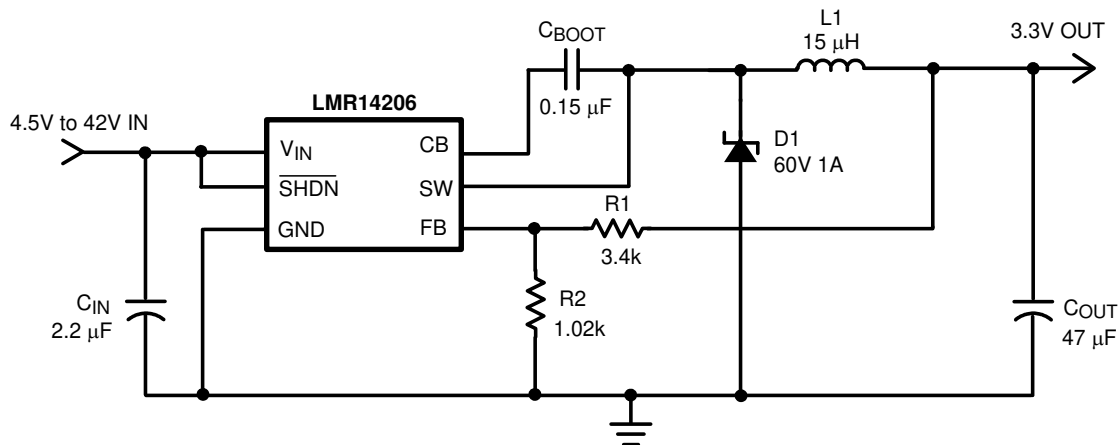 L1
15 μH
3.3V OUT
CBOOT
0.15 μF
LMR14206
4.5V to 42V IN
VIN
CB
SHDN
SW
GND
FB
D1
60V 1A
R1
3.4k
R2
1.02k
CIN
2.2 μF
COUT
47 μF